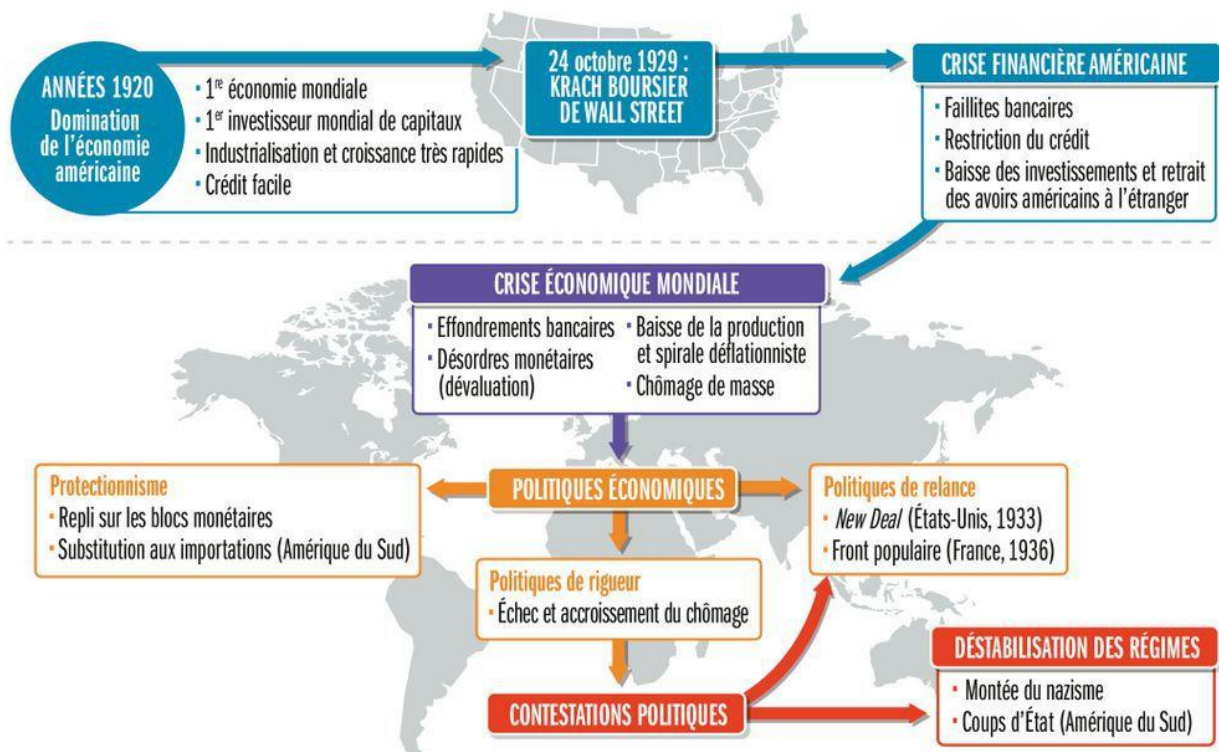 ANNÉES 1920
Domination
de l'économie
américaine
▪ 1re économie mondiale
▪ 1er investisseur mondial de capitaux
▪ Industrialisation et croissance très rapides
▪ Crédit facile
24 octobre 1929 :
KRACH BOURSIER
DE WALL STREET
CRISE FINANCIÈRE AMÉRICAINE
▪ Faillites bancaires
▪ Restriction du crédit
▪ Baisse des investissements et retrait
des avoirs américains à l'étranger
CRISE ÉCONOMIQUE MONDIALE
▪ Effondrements bancaires
▪ Désordres monétaires
(dévaluation)
▪ Baisse de la production
et spirale déflationniste
▪ Chômage de masse
POLITIQUES ÉCONOMIQUES
Protectionnisme
▪ Repli sur les blocs monétaires
▪ Substitution aux importations (Amérique du Sud)
Politiques de rigueur
▪ Échec et accroissement du chômage
Politiques de relance
▪ New Deal (États-Unis, 1933)
▪ Front populaire (France, 1936)
CONTESTATIONS POLITIQUES
DÉSTABILISATION DES RÉGIMES
▪ Montée du nazisme
▪ Coups d'État (Amérique du Sud)